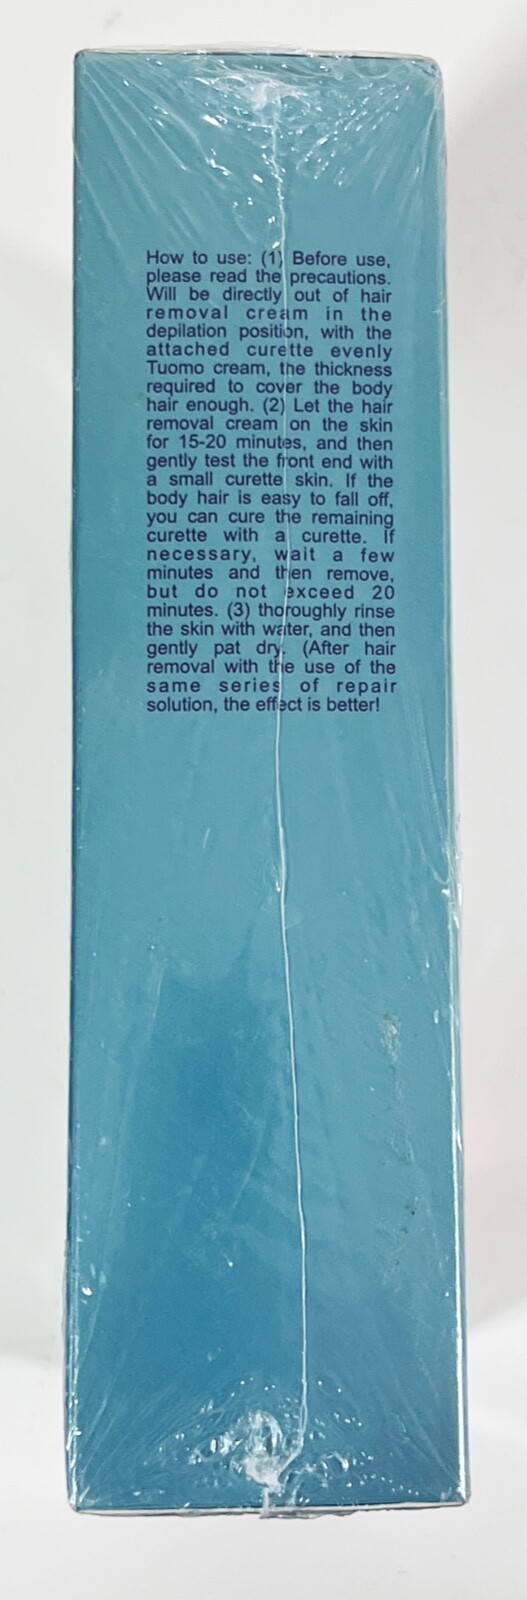 How to use: (1) Before use,
please read the precautions.
Will be directly out of hair
removal cream in the
depilation position, with the
attached curette evenly
Tuomo cream, the thickness
required to cover the body
hair enough. (2) Let the hair
removal cream on the skin
for 15-20 minutes, and then
gently test the front end with
a small curette skin. If the
body hair is easy to fall off,
you can cure the remaining
curette with a curette. If
necessary, wait a few
minutes and then remove,
but do not exceed 20
minutes. (3) thoroughly rinse
the skin with water, and then
gently pat dry. (After hair
removal with the use of the
same series of repair
solution, the effect is better!